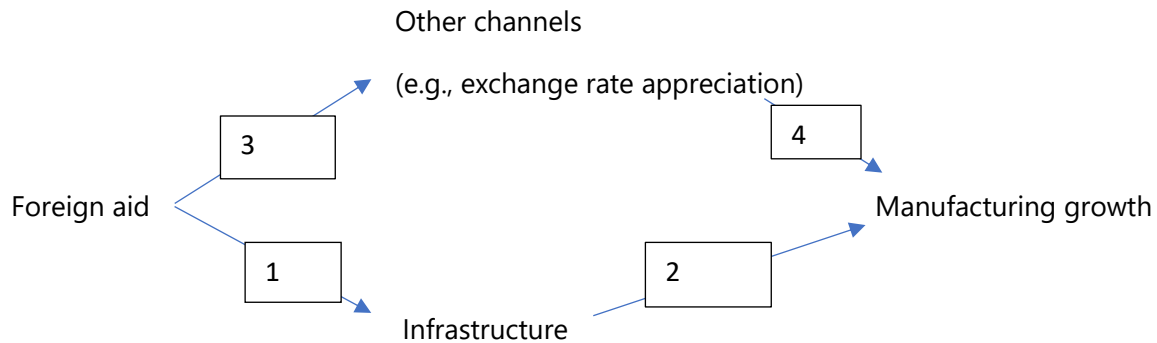 Other channels
(e.g., exchange rate appreciation)
3
4
Foreign aid
Manufacturing growth
1
2
Infrastructure